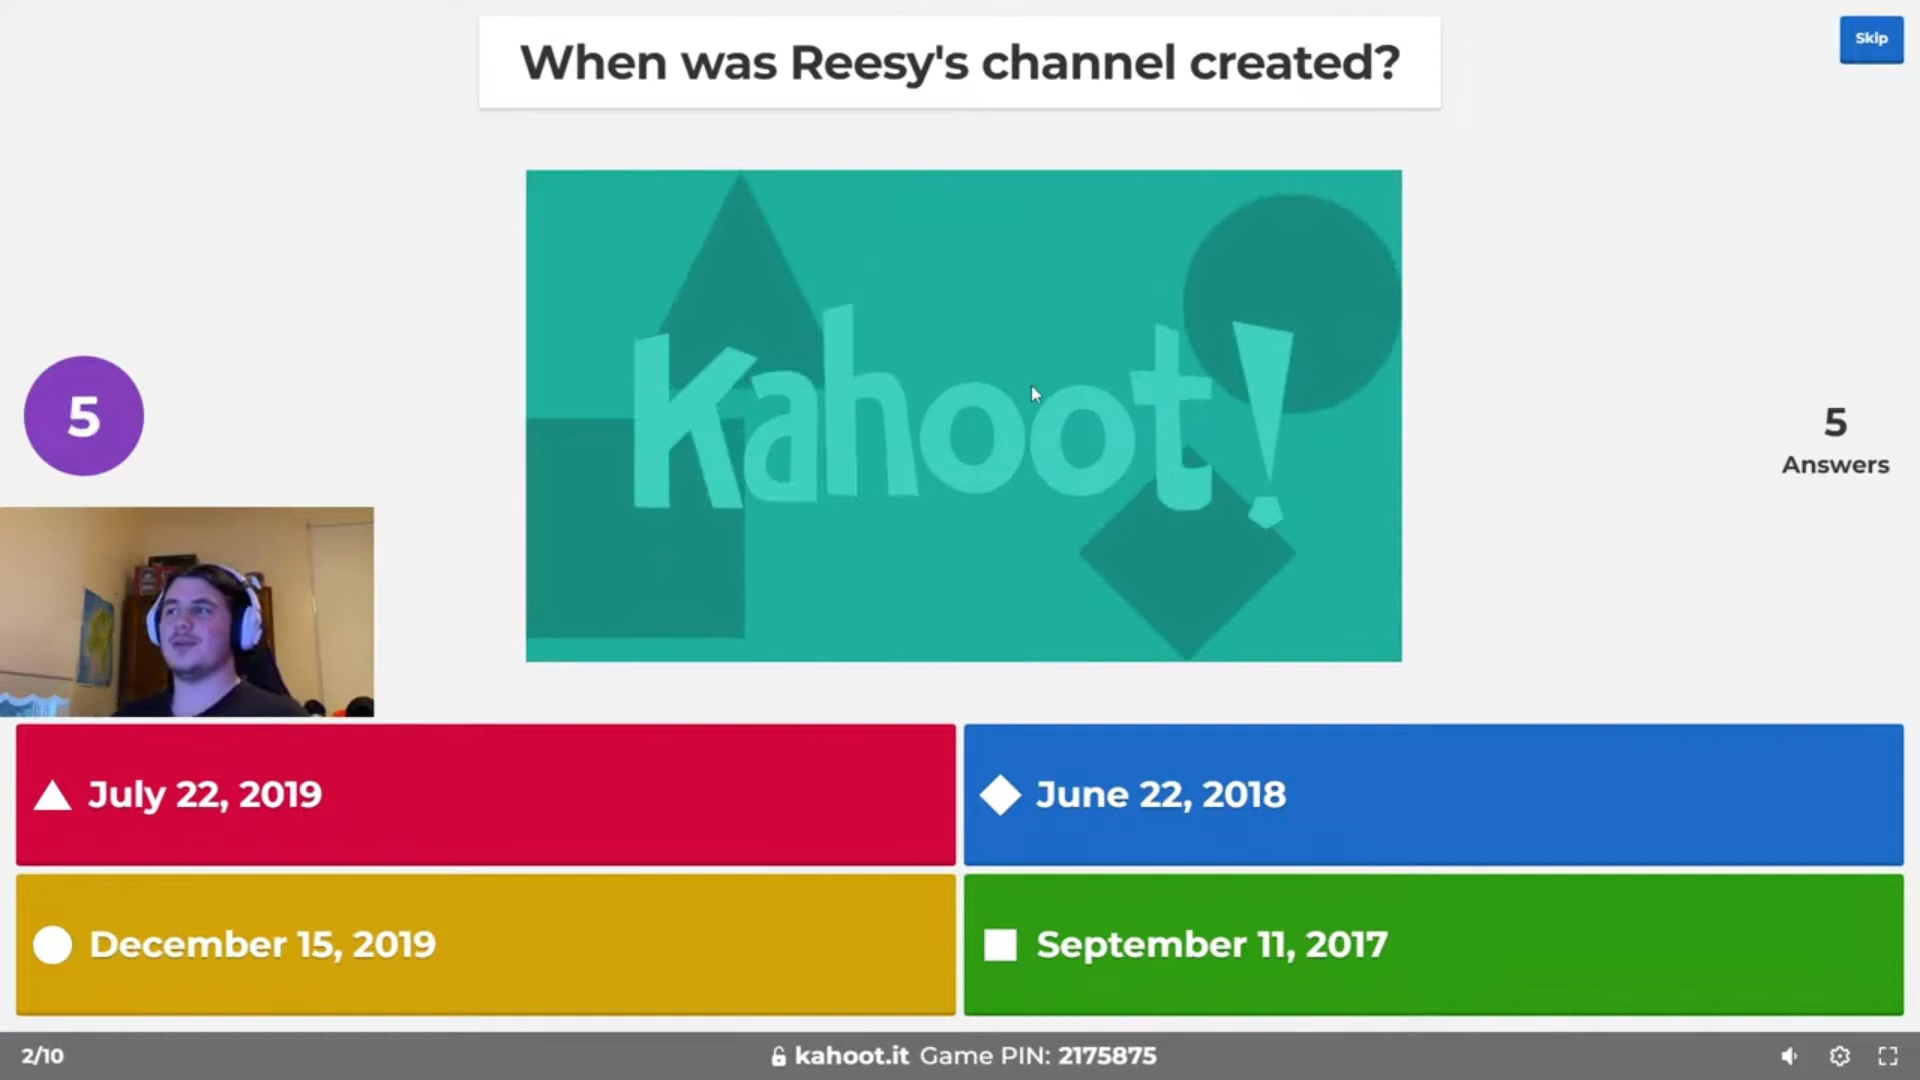 When was Reesy's channel created?
Skip
Kahoot!
5
5
Answers
July 22, 2019
June 22, 2018
December 15, 2019
September 11, 2017
2/10
kahoot.it Game PIN: 2175875